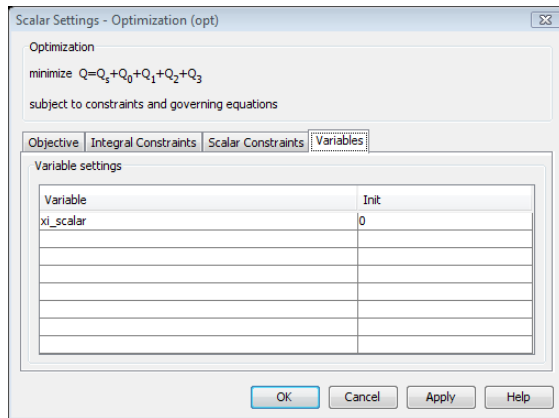 Scalar Settings - Optimization (opt)
Optimization
minimize Q=Qs+Q0+Q1+Q2+Q3
subject to constraints and governing equations
Objective Integral Constraints Scalar Constraints Variables
Variable settings
Variable Init
xi_scalar 0
OK Cancel Apply Help